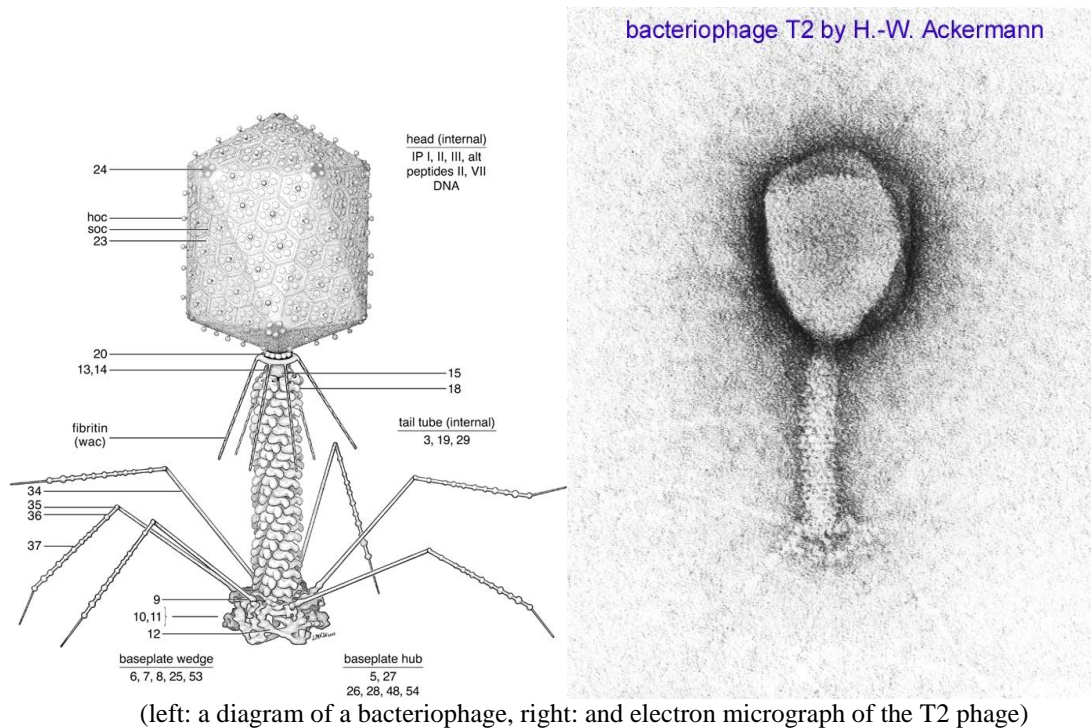 bacteriophage T2 by H.-W. Ackermann
head (internal)
IP I, II, III, alt
peptides II, VII
DNA
24
hoc
soc
23
20
13,14
15
18
fibritin
(wac)
tail tube (internal)
3, 19, 29
34
35
36
37
9
10,11
12
baseplate wedge
6, 7, 8, 25, 53
baseplate hub
5, 27
26, 28, 48, 54
(left: a diagram of a bacteriophage, right: and electron micrograph of the T2 phage)